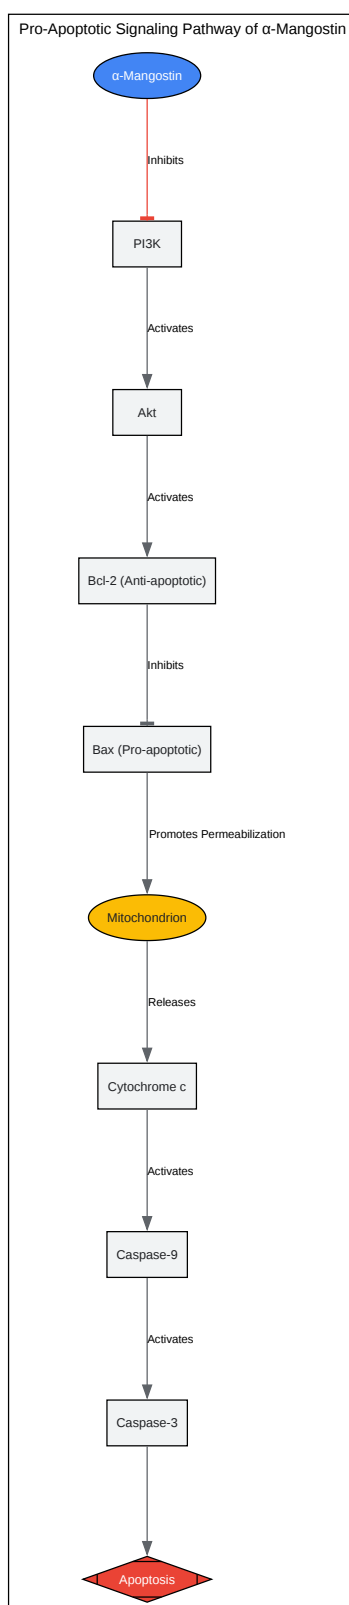 Pro-Apoptotic Signaling Pathway of α-Mangostin
α-Mangostin
Inhibits
PI3K
Activates
Akt
Activates
Bcl-2 (Anti-apoptotic)
Inhibits
Bax (Pro-apoptotic)
Promotes Permeabilization
Mitochondrion
Releases
Cytochrome c
Activates
Caspase-9
Activates
Caspase-3
Apoptosis